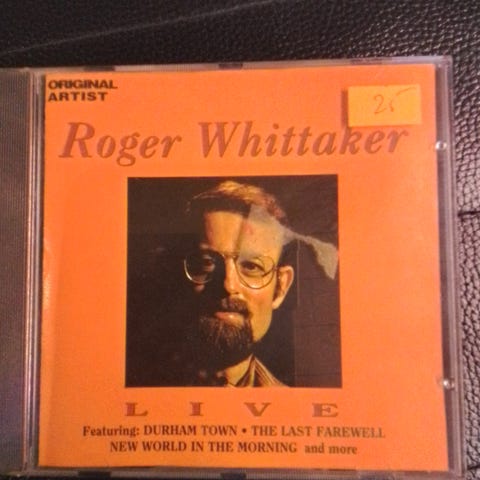 ORIGINAL
ARTIST
25
Roger Whittaker
LIVE
Featuring: DURHAM TOWN • THE LAST FAREWELL
NEW WORLD IN THE MORNING and more